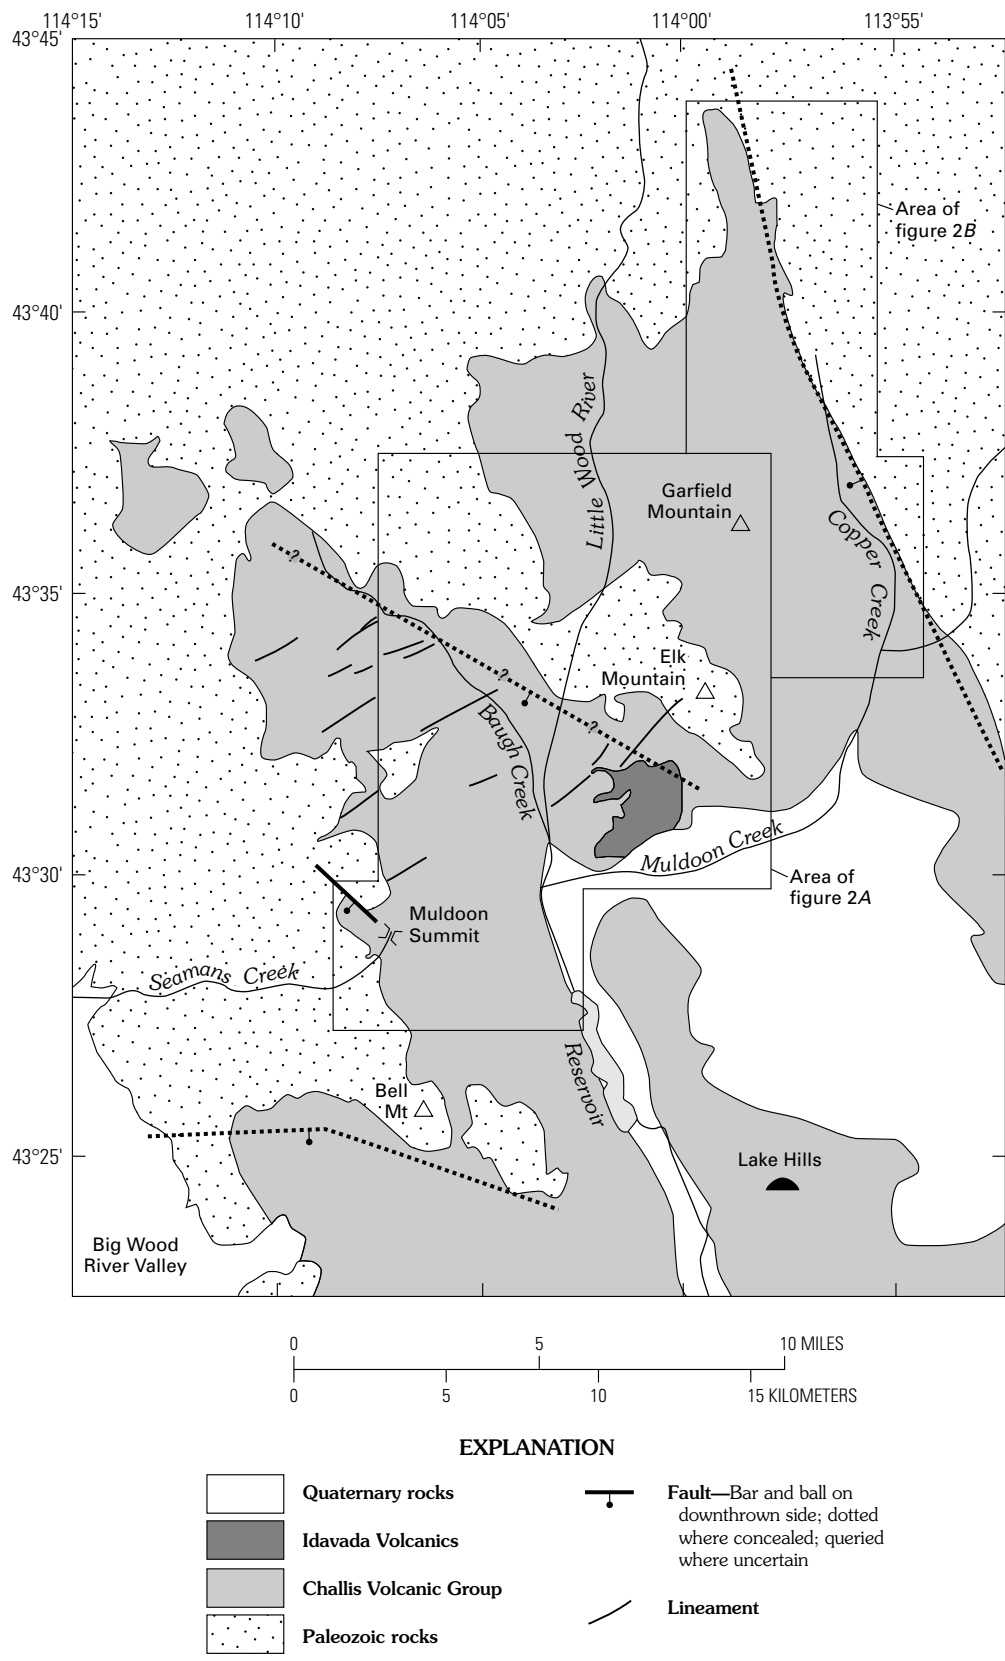 114°15' 114°10' 114°05' 114°00' 113°55'
43°45'
Area of
figure 2B
43°40'
Little Wood River
Garfield
Mountain
Copper Creek
43°35'
?
Elk
Mountain
?
?
Baugh Creek
Muldoon Creek
43°30'
Area of
figure 2A
Muldoon
Summit
Seamans Creek
Reservoir
Bell
Mt
43°25'
Lake Hills
Big Wood
River Valley
0 5 10 MILES
0 5 10 15 KILOMETERS
EXPLANATION
Quaternary rocks
Idavada Volcanics
Challis Volcanic Group
Paleozoic rocks
Fault—Bar and ball on
downthrown side; dotted
where concealed; queried
where uncertain
Lineament